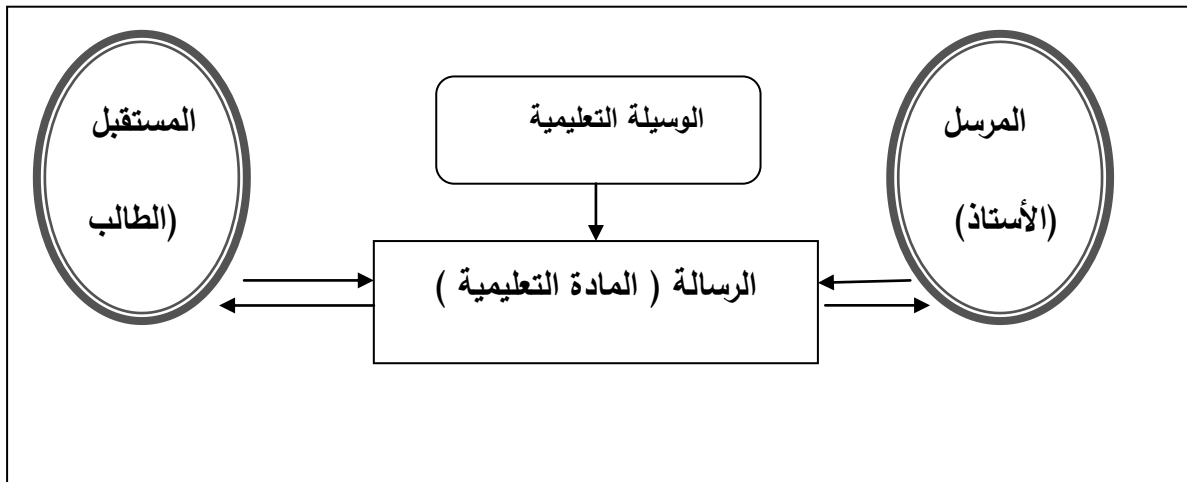 المرسل
(الأستاذ)
الوسيلة التعليمية
الرسالة ( المادة التعليمية )
المستقبل
(الطالب